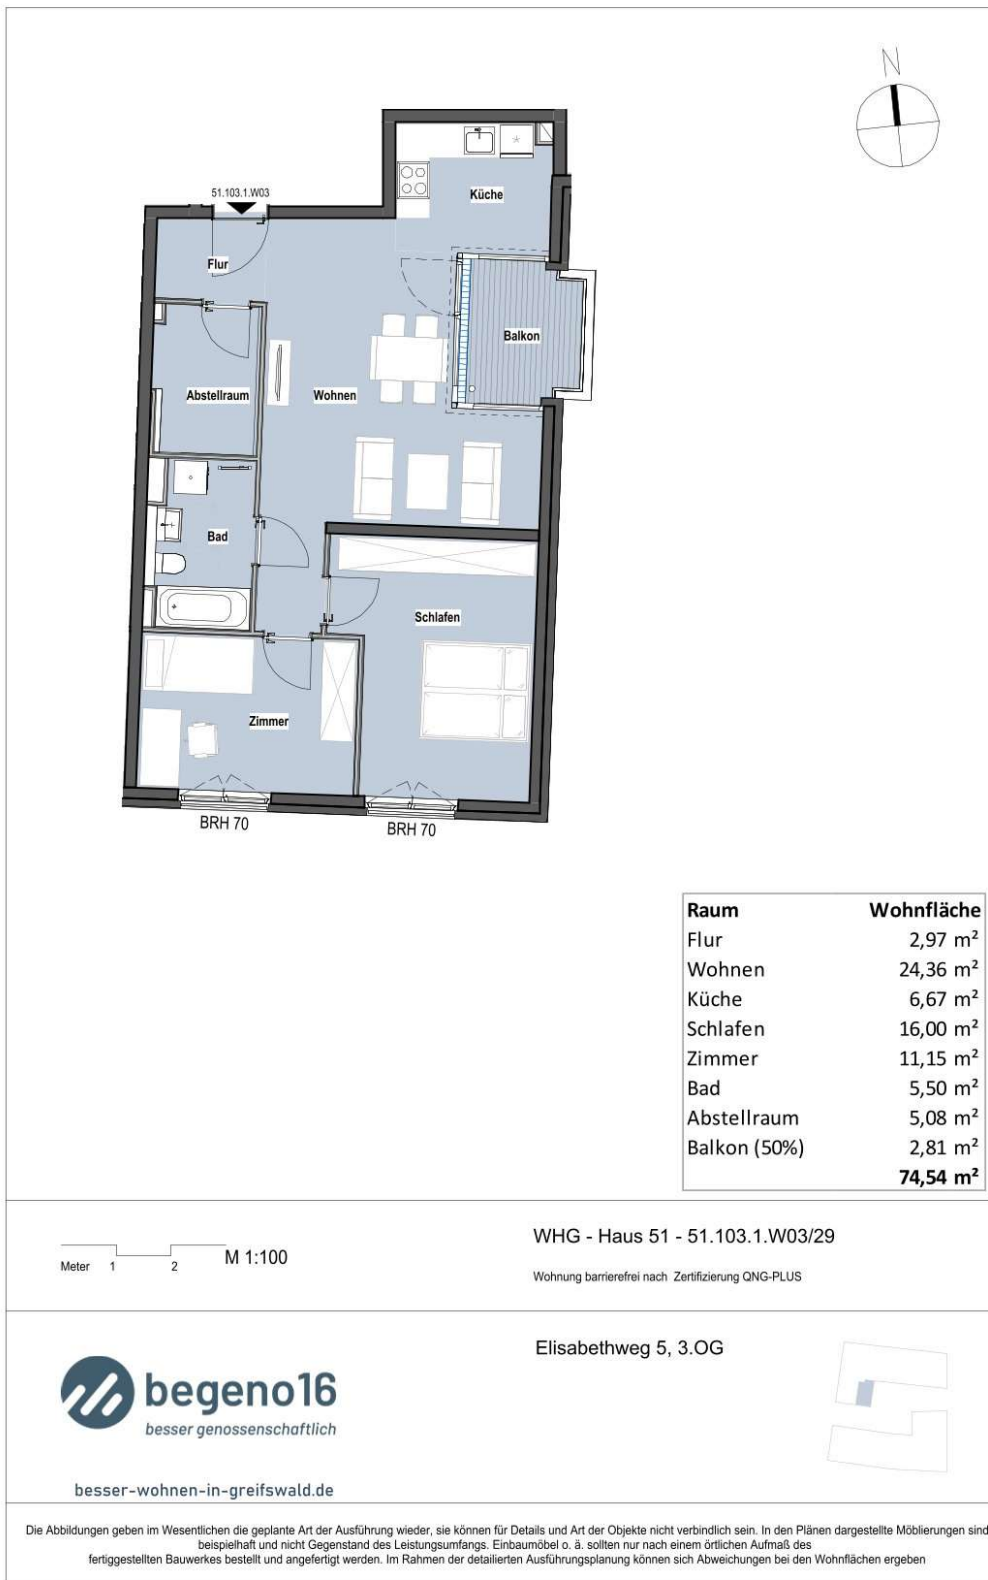 N
51.103.1.W03
Küche
Flur
Balkon
Abstellraum
Wohnen
Bad
Schlafen
Zimmer
BRH 70
BRH 70
Raum Wohnfläche
Flur 2,97 m²
Wohnen 24,36 m²
Küche 6,67 m²
Schlafen 16,00 m²
Zimmer 11,15 m²
Bad 5,50 m²
Abstellraum 5,08 m²
Balkon (50%) 2,81 m²
74,54 m²
Meter 1 2 M 1:100
WHG - Haus 51 - 51.103.1.W03/29
Wohnung barrierefrei nach Zertifizierung QNG-PLUS
Elisabethweg 5, 3.OG
begeno16
besser genossenschaftlich
besser-wohnen-in-greifswald.de
Die Abbildungen geben im Wesentlichen die geplante Art der Ausführung wieder, sie können für Details und Art der Objekte nicht verbindlich sein. In den Plänen dargestellte Möblierungen sind
beispielhaft und nicht Gegenstand des Leistungsumfangs. Einbaumöbel o. ä. sollten nur nach einem örtlichen Aufmaß des
fertiggestellten Bauwerkes bestellt und angefertigt werden. Im Rahmen der detailierten Ausführungsplanung können sich Abweichungen bei den Wohnflächen ergeben